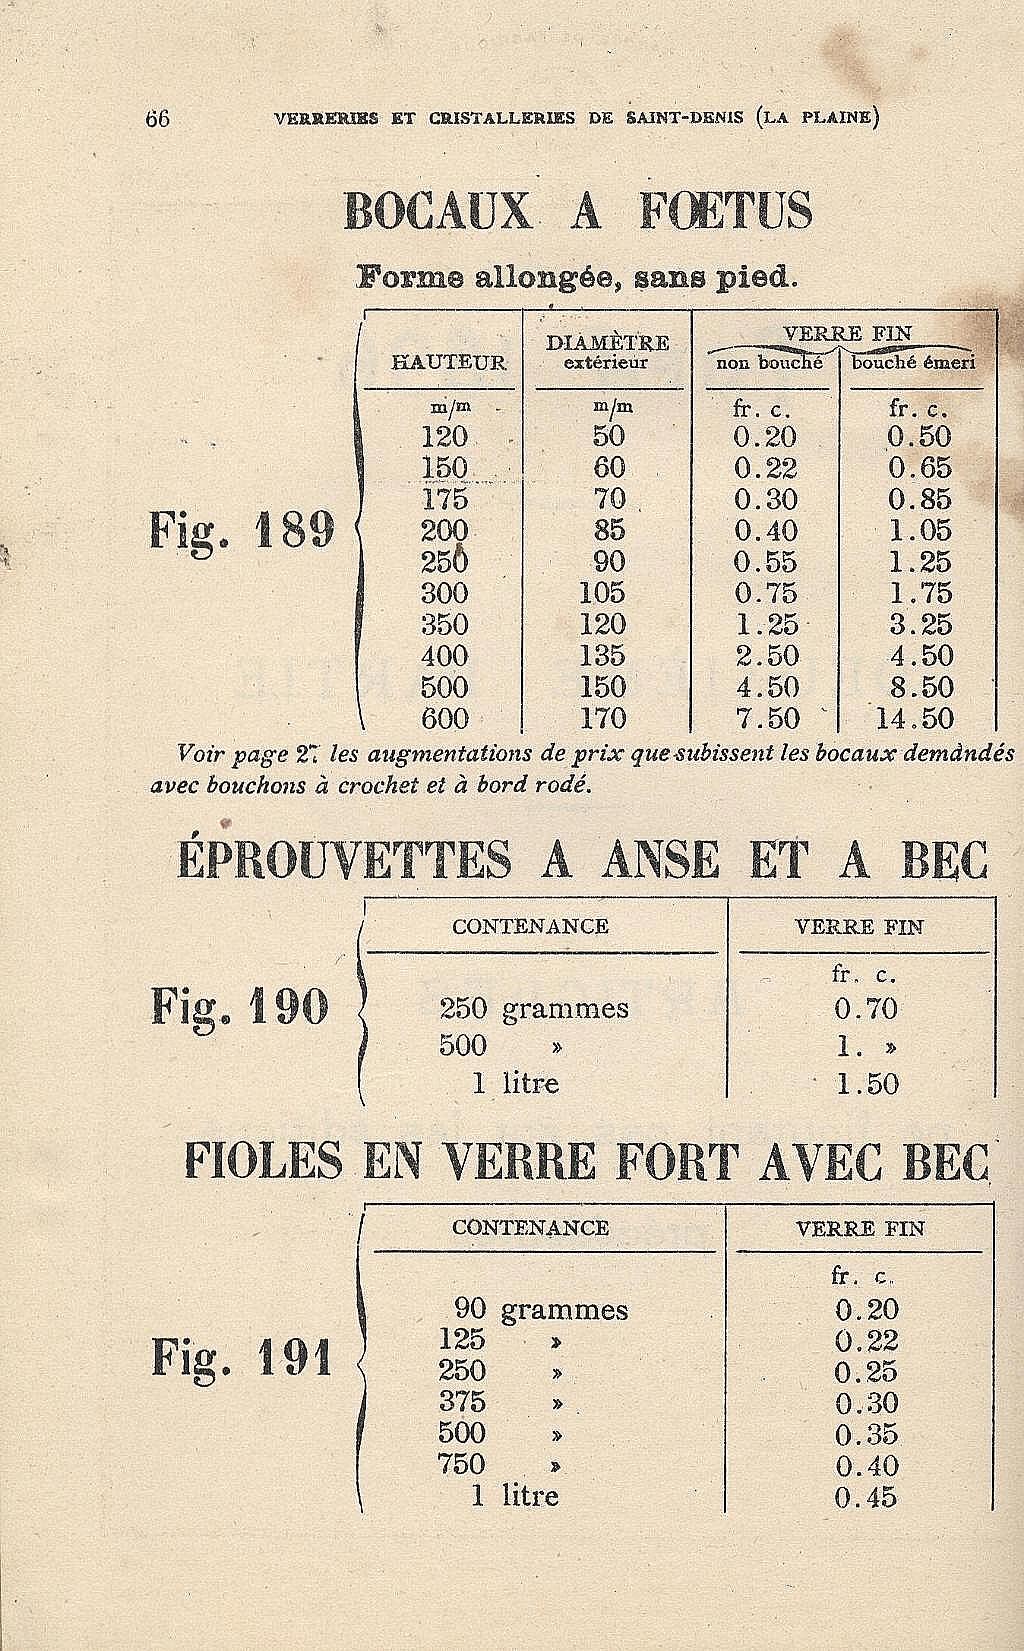 66 VERRERIES ET CRISTALLERIES DE SAINT-DENIS (LA PLAINE)
BOCAUX A FŒTUS
Forme allongée, sans pied.
HAUTEUR DIAMÈTRE extérieur VERRE FIN
non bouché bouché émeri
m/m m/m fr. c. fr. c.
120 50 0.20 0.50
150 60 0.22 0.65
175 70 0.30 0.85
Fig. 189 200 85 0.40 1.05
250 90 0.55 1.25
300 105 0.75 1.75
350 120 1.25 3.25
400 135 2.50 4.50
500 150 4.50 8.50
600 170 7.50 14.50
Voir page les augmentations de prix que subissent les bocaux demandés
avec bouchons à crochet et à bord rodé.
ÉPROUVETTES A ANSE ET A BEC
CONTENANCE VERRE FIN
fr. c.
Fig. 190 250 grammes 0.70
500 » 1. »
1 litre 1.50
FIOLES EN VERRE FORT AVEC BEC
CONTENANCE VERRE FIN
fr. c.
90 grammes 0.20
125 » 0.22
Fig. 191 250 » 0.25
375 » 0.30
500 » 0.35
750 » 0.40
1 litre 0.45